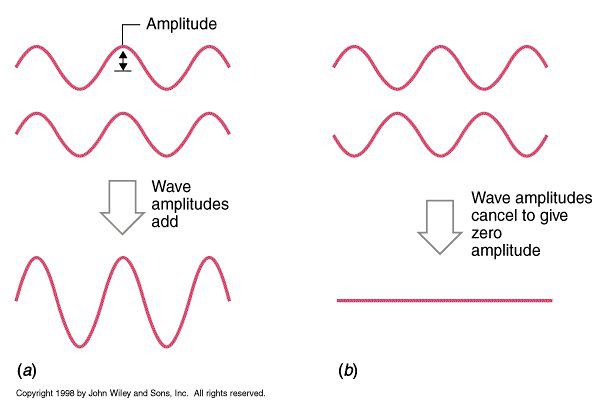 Amplitude
Wave
amplitudes
add
Wave amplitudes
cancel to give
zero
amplitude
(a)
(b)
Copyright 1998 by John Wiley and Sons, Inc.  All rights reserved.